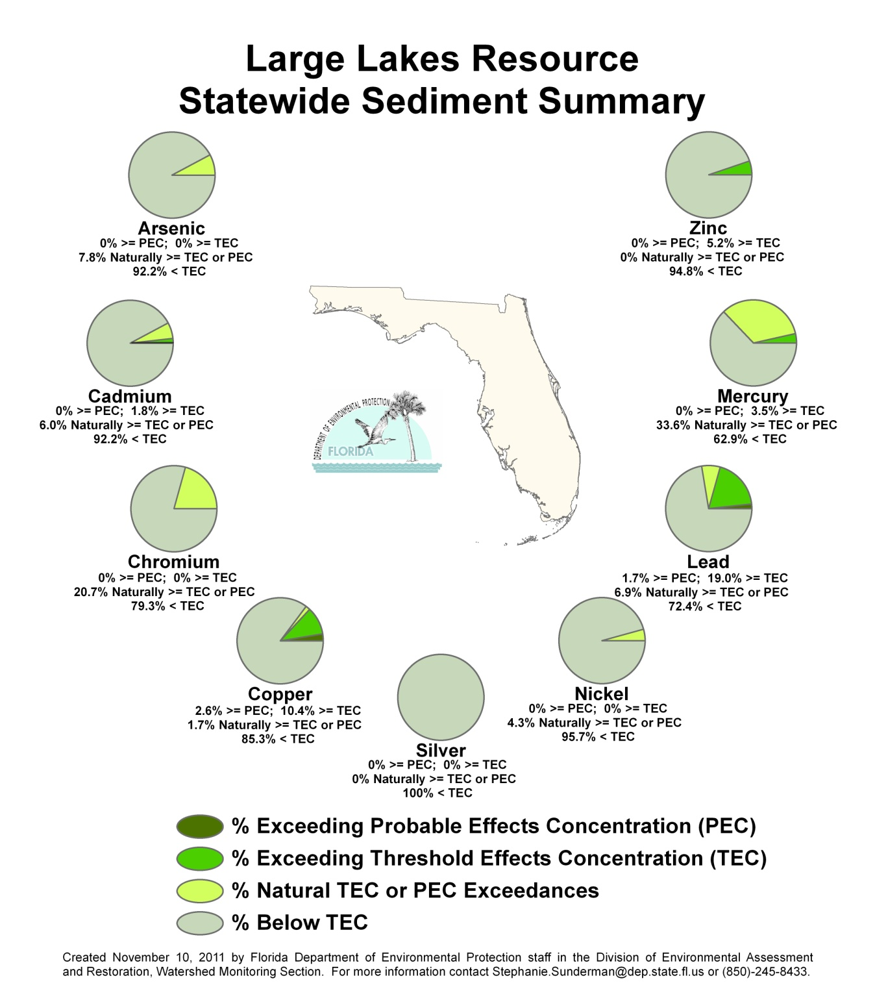 Large Lakes Resource
Statewide Sediment Summary
Arsenic
0% >= PEC;  0% >= TEC
7.8% Naturally >= TEC or PEC
92.2% < TEC
Zinc
0% >= PEC;  5.2% >= TEC
0% Naturally >= TEC or PEC
94.8% < TEC
Cadmium
0% >= PEC;  1.8% >= TEC
6.0% Naturally >= TEC or PEC
92.2% < TEC
DEPARTMENT OF ENVIRONMENTAL PROTECTION
FLORIDA
Mercury
0% >= PEC;  3.5% >= TEC
33.6% Naturally >= TEC or PEC
62.9% < TEC
Chromium
0% >= PEC;  0% >= TEC
20.7% Naturally >= TEC or PEC
79.3% < TEC
Lead
1.7% >= PEC;  19.0% >= TEC
6.9% Naturally >= TEC or PEC
72.4% < TEC
Copper
2.6% >= PEC;  10.4% >= TEC
1.7% Naturally >= TEC or PEC
85.3% < TEC
Silver
0% >= PEC;  0% >= TEC
0% Naturally >= TEC or PEC
100% < TEC
Nickel
0% >= PEC;  0% >= TEC
4.3% Naturally >= TEC or PEC
95.7% < TEC
% Exceeding Probable Effects Concentration (PEC)
% Exceeding Threshold Effects Concentration (TEC)
% Natural TEC or PEC Exceedances
% Below TEC
Created November 10, 2011 by Florida Department of Environmental Protection staff in the Division of Environmental Assessment
and Restoration, Watershed Monitoring Section.  For more information contact Stephanie.Sunderman@dep.state.fl.us or (850)-245-8433.